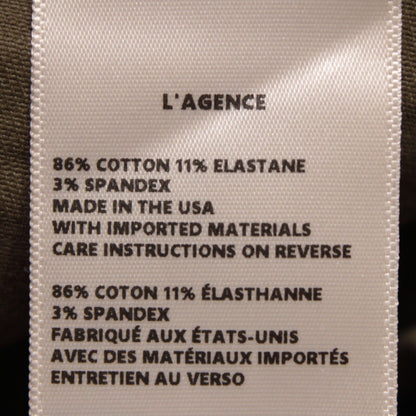 L'AGENCE
86% COTTON 11% ELASTANE
3% SPANDEX
MADE IN THE USA
WITH IMPORTED MATERIALS
CARE INSTRUCTIONS ON REVERSE
86% COTON 11% ÉLASTHANNE
3% SPANDEX
FABRIQUÉ AUX ÉTATS-UNIS
AVEC DES MATÉRIAUX IMPORTÉS
ENTRETIEN AU VERSO